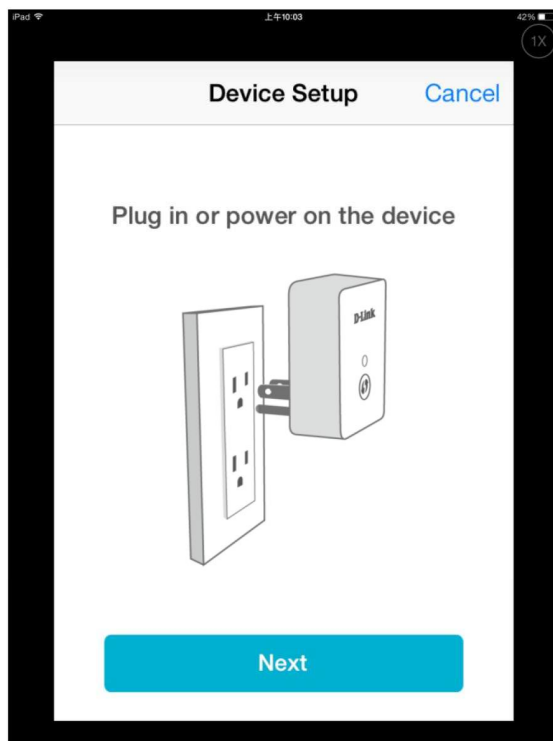 iPad 上午10:03 42%
1X
Device Setup Cancel
Plug in or power on the device
D-Link
Next